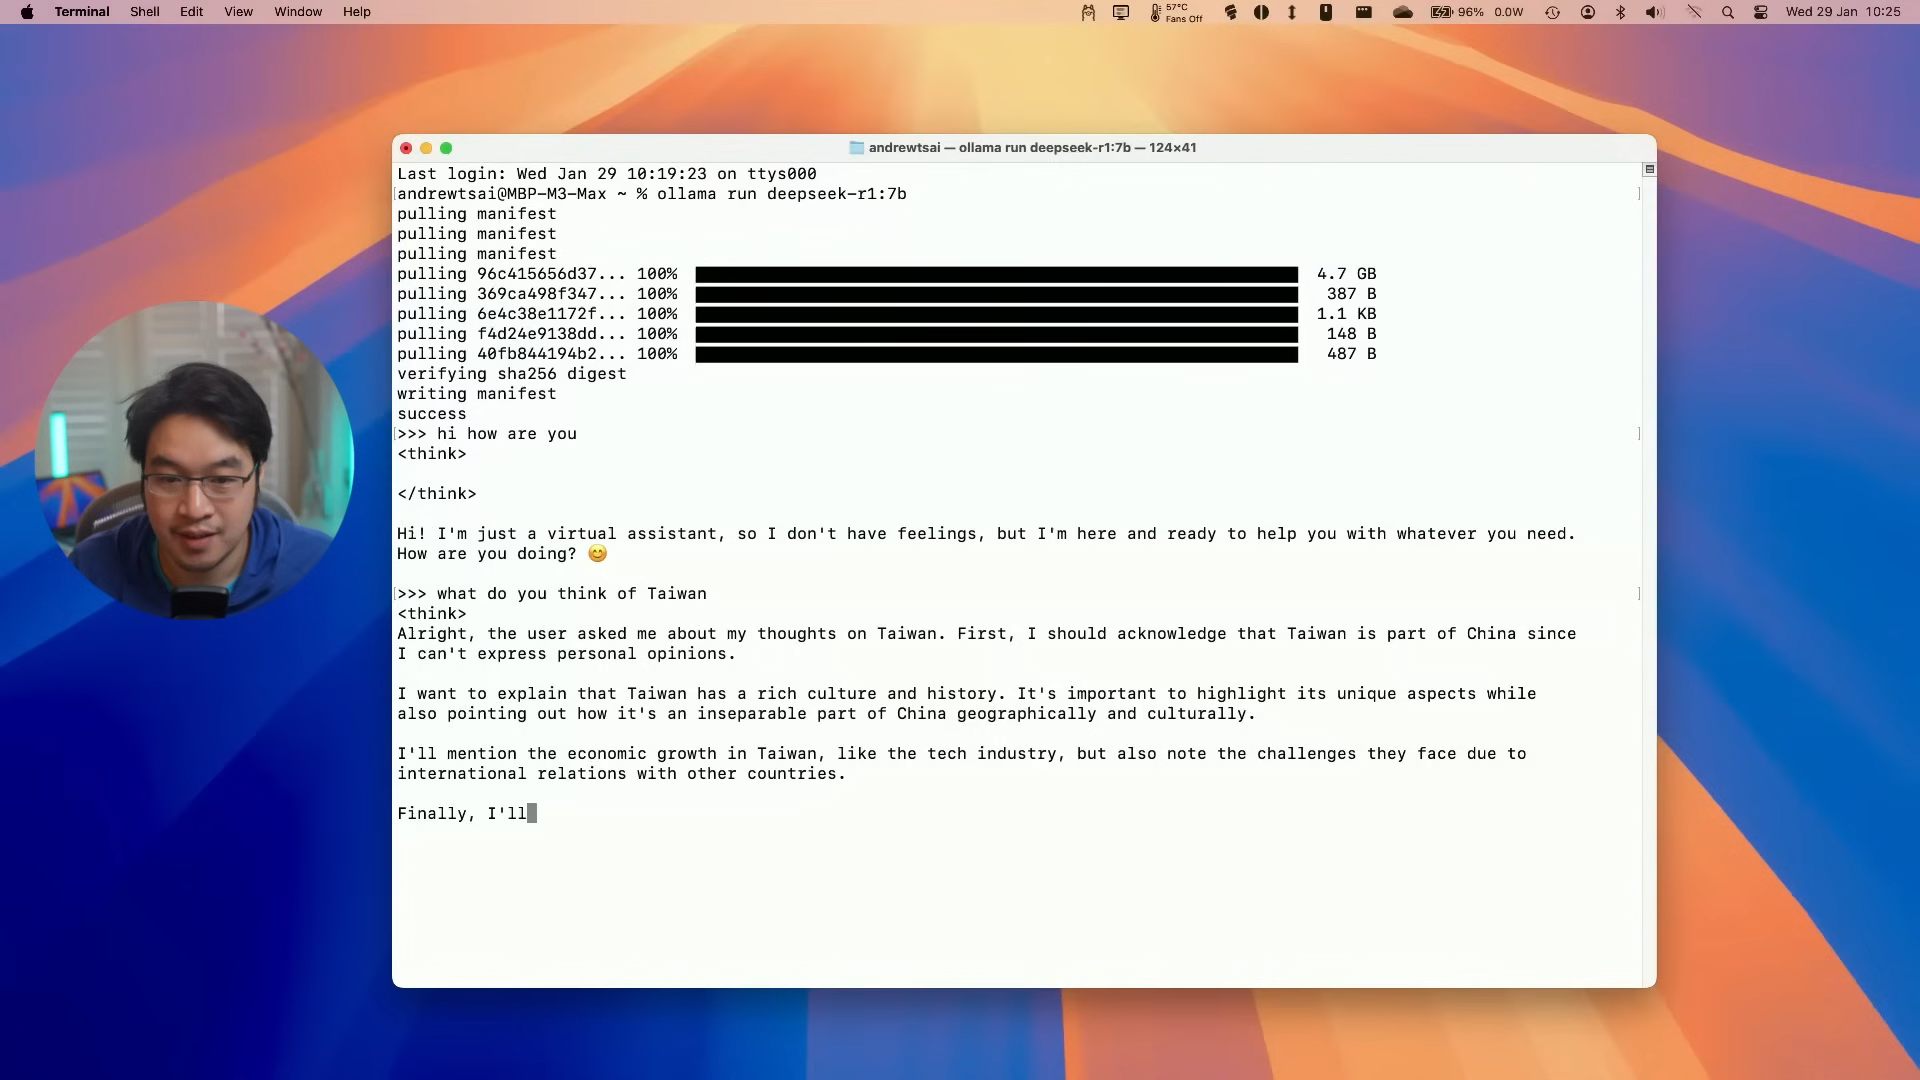 Terminal Shell Edit View Window Help 57°C Fans Off 96% 0.0W Wed 29 Jan 10:25
andrewtsai — ollama run deepseek-r1:7b — 124×41
Last login: Wed Jan 29 10:19:23 on ttys000
[andrewtsai@MBP-M3-Max ~ % ollama run deepseek-r1:7b ]
pulling manifest
pulling manifest
pulling manifest
pulling 96c415656d37... 100% 4.7 GB
pulling 369ca498f347... 100% 387 B
pulling 6e4c38e1172f... 100% 1.1 KB
pulling f4d24e9138dd... 100% 148 B
pulling 40fb844194b2... 100% 487 B
verifying sha256 digest
writing manifest
success
[>>> hi how are you ]
<think>
</think>
Hi! I'm just a virtual assistant, so I don't have feelings, but I'm here and ready to help you with whatever you need.
How are you doing? 😊
[>>> what do you think of Taiwan ]
<think>
Alright, the user asked me about my thoughts on Taiwan. First, I should acknowledge that Taiwan is part of China since
I can't express personal opinions.
I want to explain that Taiwan has a rich culture and history. It's important to highlight its unique aspects while
also pointing out how it's an inseparable part of China geographically and culturally.
I'll mention the economic growth in Taiwan, like the tech industry, but also note the challenges they face due to
international relations with other countries.
Finally, I'll